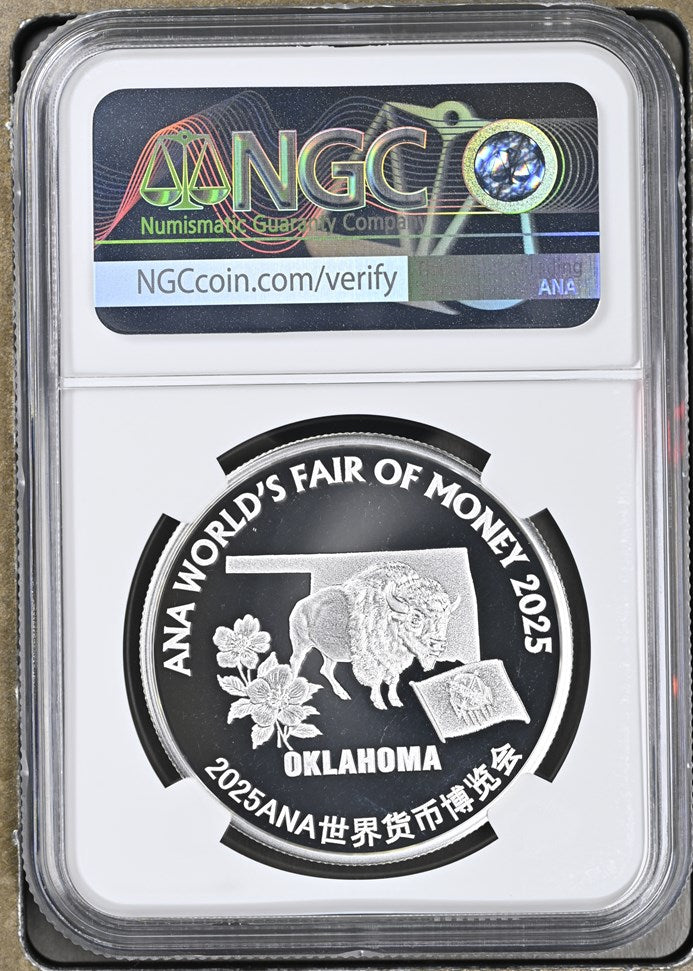 NGC
Numismatic Guaranty Company
NGCcoin.com/verify
ANA
ANA WORLD'S FAIR OF MONEY 2025
OKLAHOMA
2025ANA世界货币博览会